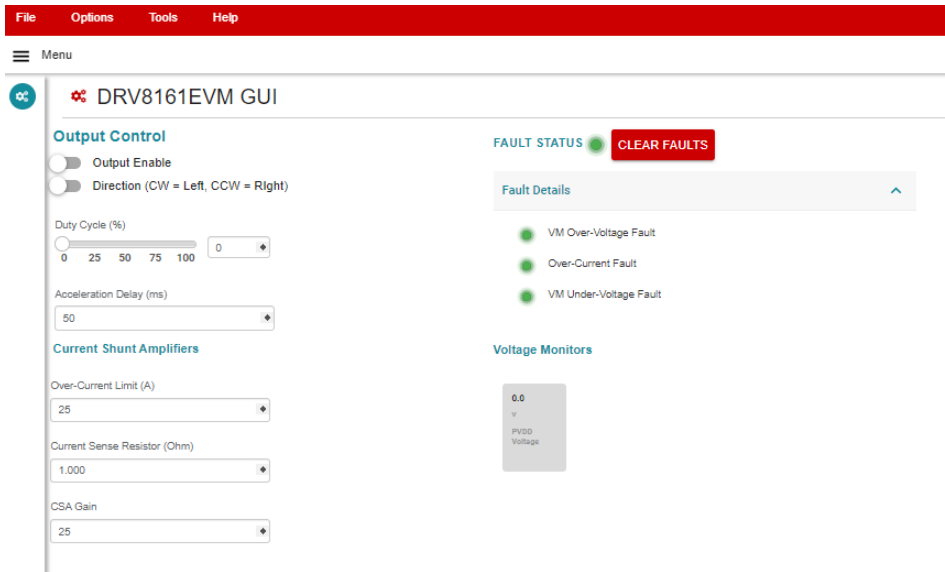 File Options Tools Help
Menu
DRV8161EVM GUI
Output Control
Output Enable
Direction (CW = Left, CCW = RIght)
Duty Cycle (%)
0
0 25 50 75 100
Acceleration Delay (ms)
50
Current Shunt Amplifiers
Over-Current Limit (A)
25
Current Sense Resistor (Ohm)
1.000
CSA Gain
25
FAULT STATUS CLEAR FAULTS
Fault Details
VM Over-Voltage Fault
Over-Current Fault
VM Under-Voltage Fault
Voltage Monitors
0.0
V
PVDD
Voltage